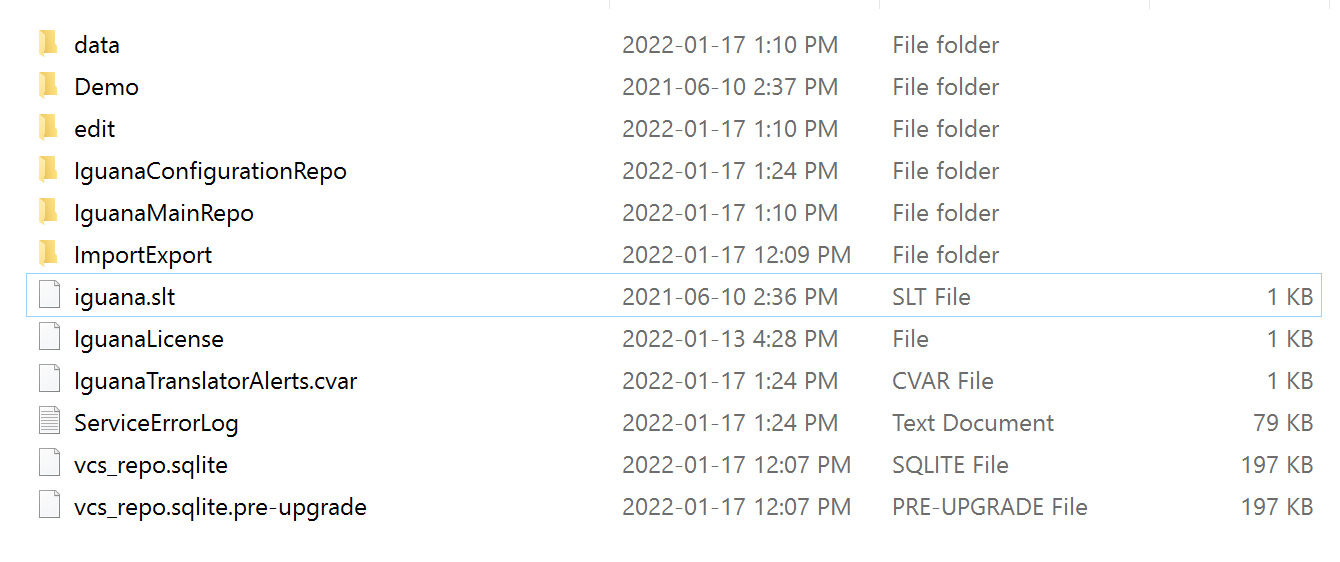 data 2022-01-17 1:10 PM File folder
Demo 2021-06-10 2:37 PM File folder
edit 2022-01-17 1:10 PM File folder
IguanaConfigurationRepo 2022-01-17 1:24 PM File folder
IguanaMainRepo 2022-01-17 1:10 PM File folder
ImportExport 2022-01-17 12:09 PM File folder
iguana.slt 2021-06-10 2:36 PM SLT File 1 KB
IguanaLicense 2022-01-13 4:28 PM File 1 KB
IguanaTranslatorAlerts.cvar 2022-01-17 1:24 PM CVAR File 1 KB
ServiceErrorLog 2022-01-17 1:24 PM Text Document 79 KB
vcs_repo.sqlite 2022-01-17 12:07 PM SQLITE File 197 KB
vcs_repo.sqlite.pre-upgrade 2022-01-17 12:07 PM PRE-UPGRADE File 197 KB